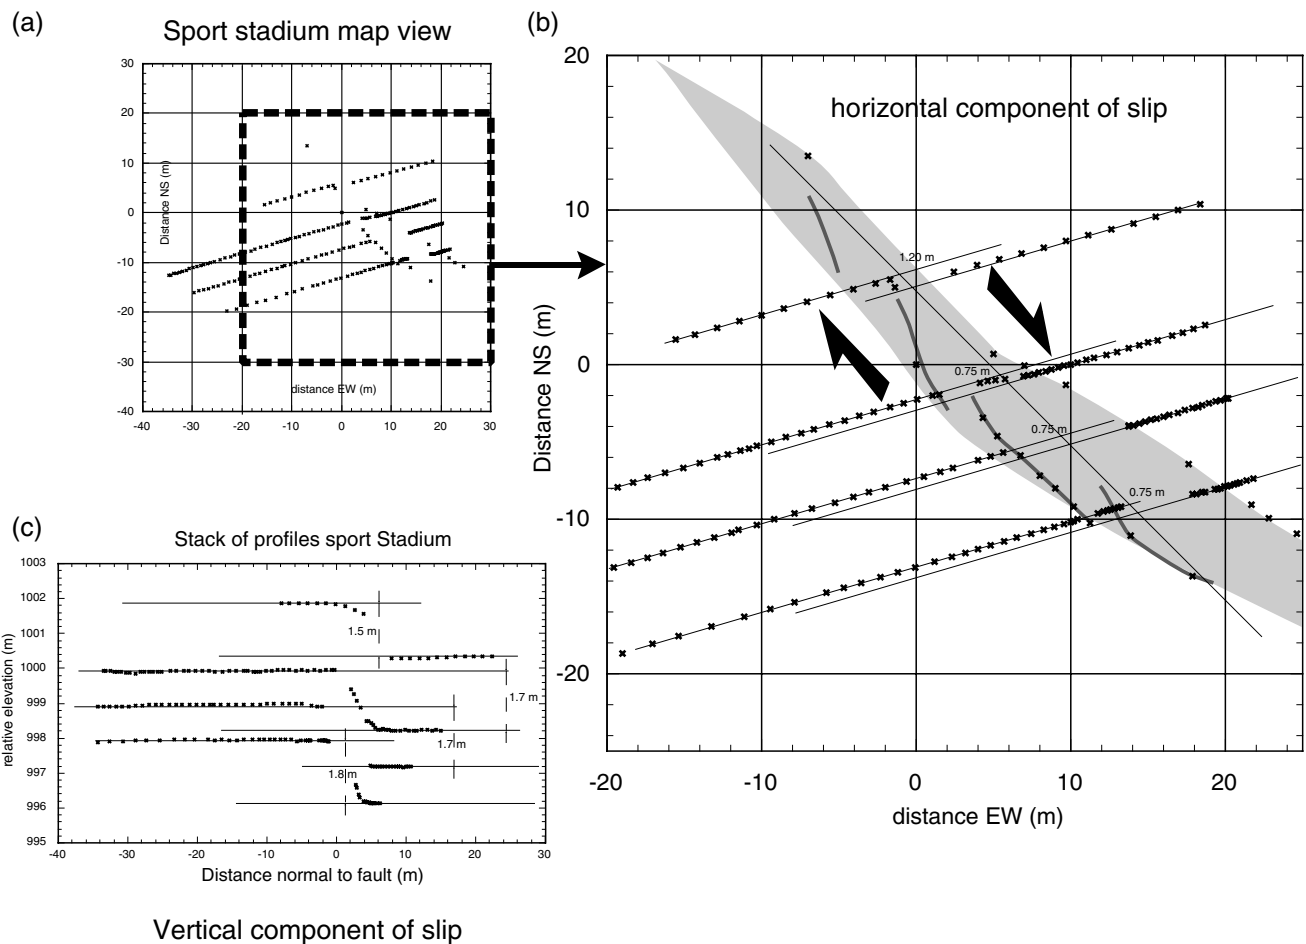 (a)
Sport stadium map view
30
20
10
0
-10
-20
-30
-40
Distance NS (m)
distance EW (m)
-40
-30
-20
-10
0
10
20
30
(b)
horizontal component of slip
20
10
0
-10
-20
Distance NS (m)
1.20 m
0.75 m
0.75 m
0.75 m
-20
-10
0
10
20
distance EW (m)
(c)
Stack of profiles sport Stadium
1003
1002
1001
1000
999
998
997
996
995
relative elevation (m)
1.5 m
1.7 m
1.7 m
1.8 m
-40
-30
-20
-10
0
10
20
30
Distance normal to fault (m)
Vertical component of slip